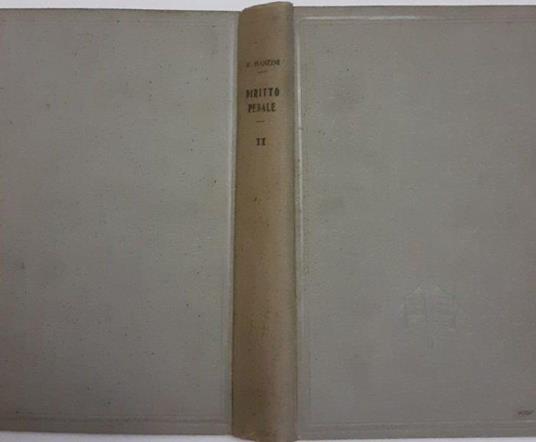 V. MANZINI
DIRITTO
PENALE
II